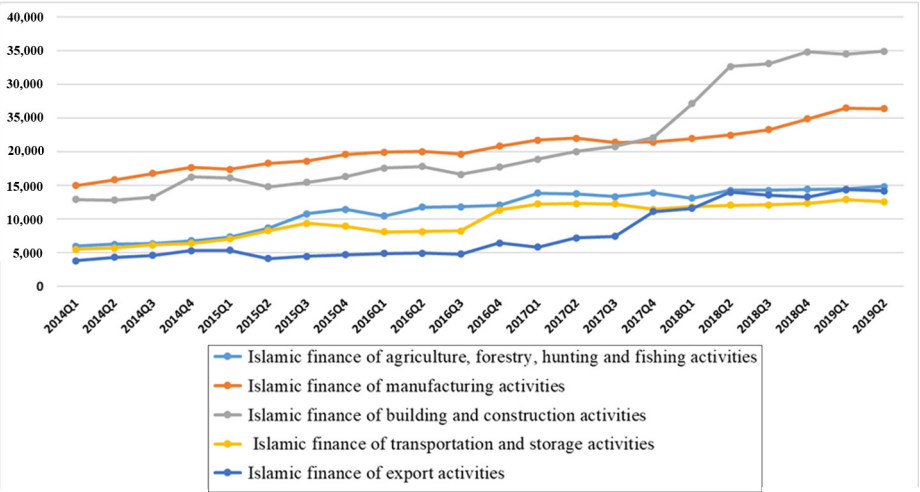 40,000
35,000
30,000
25,000
20,000
15,000
10,000
5,000
0
2014Q1 2014Q2 2014Q3 2014Q4 2015Q1 2015Q2 2015Q3 2015Q4 2016Q1 2016Q2 2016Q3 2016Q4 2017Q1 2017Q2 2017Q3 2017Q4 2018Q1 2018Q2 2018Q3 2018Q4 2019Q1 2019Q2
Islamic finance of agriculture, forestry, hunting and fishing activities
Islamic finance of manufacturing activities
Islamic finance of building and construction activities
Islamic finance of transportation and storage activities
Islamic finance of export activities